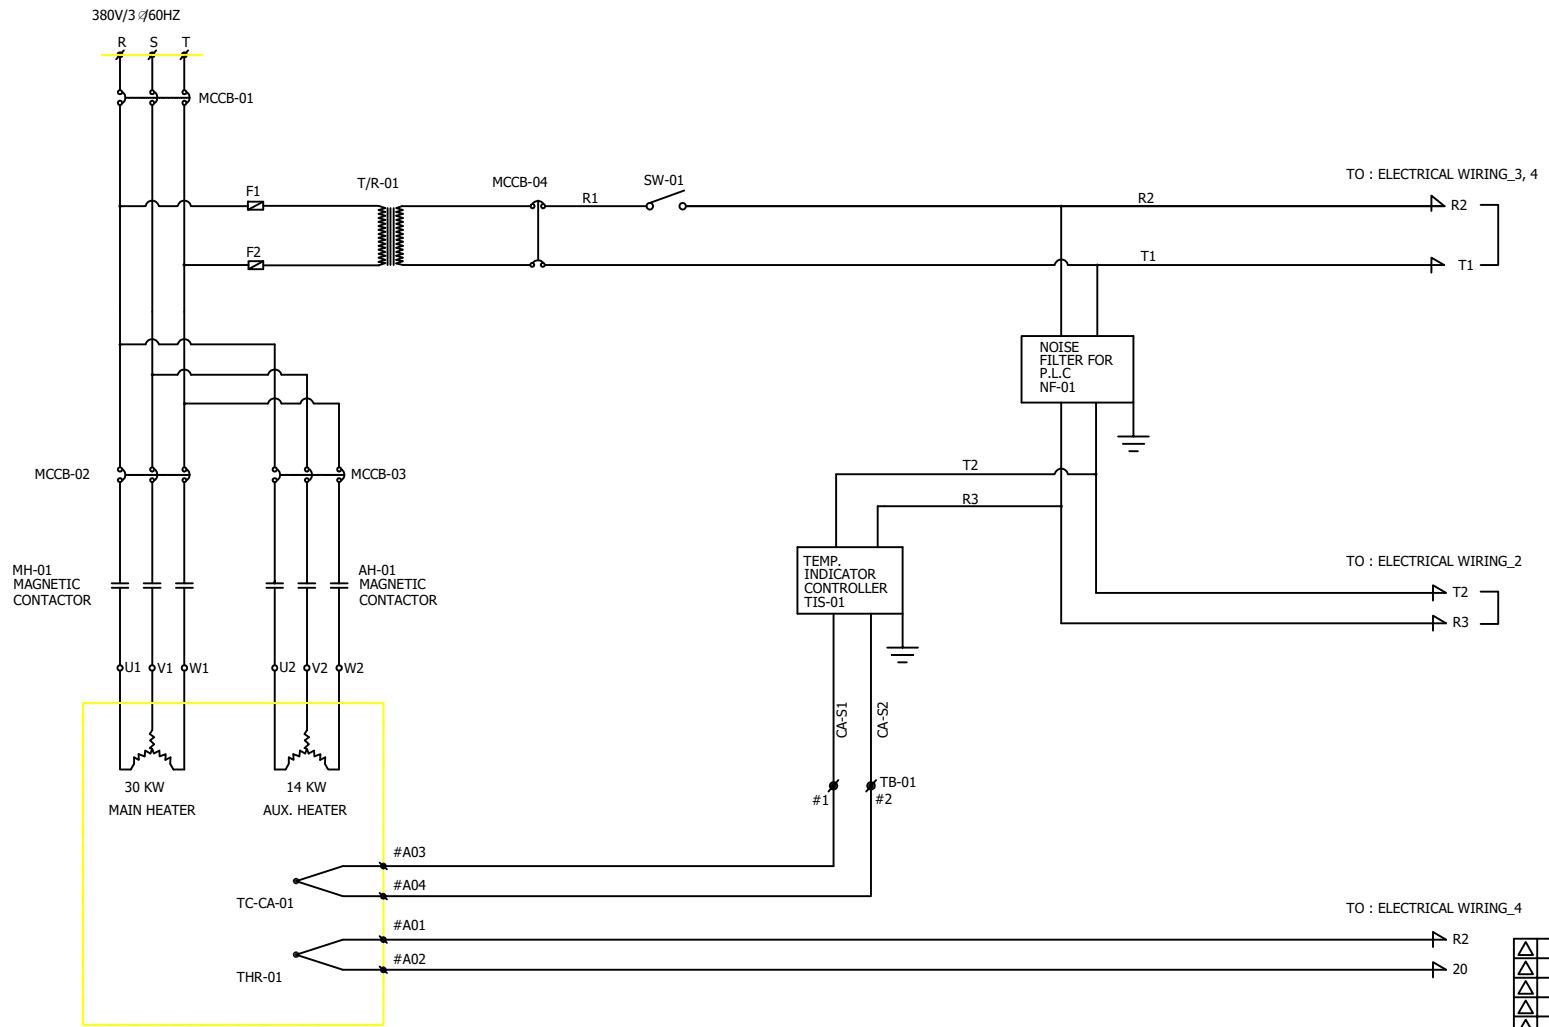 380V/3 ∅/60HZ
R S T
MCCB-01
TO : ELECTRICAL WIRING_3, 4
F1
T/R-01
MCCB-04
R1
SW-01
R2
R2
F2
T1
T1
NOISE
FILTER FOR
P.L.C
NF-01
MCCB-02
MCCB-03
T2
R3
MH-01
MAGNETIC
CONTACTOR
AH-01
MAGNETIC
CONTACTOR
TEMP.
INDICATOR
CONTROLLER
TIS-01
TO : ELECTRICAL WIRING_2
T2
R3
U1 V1 W1
U2 V2 W2
CA-S1
CA-S2
30 KW
MAIN HEATER
14 KW
AUX. HEATER
#1
TB-01
#2
#A03
#A04
TC-CA-01
#A01
#A02
THR-01
TO : ELECTRICAL WIRING_4
R2
20